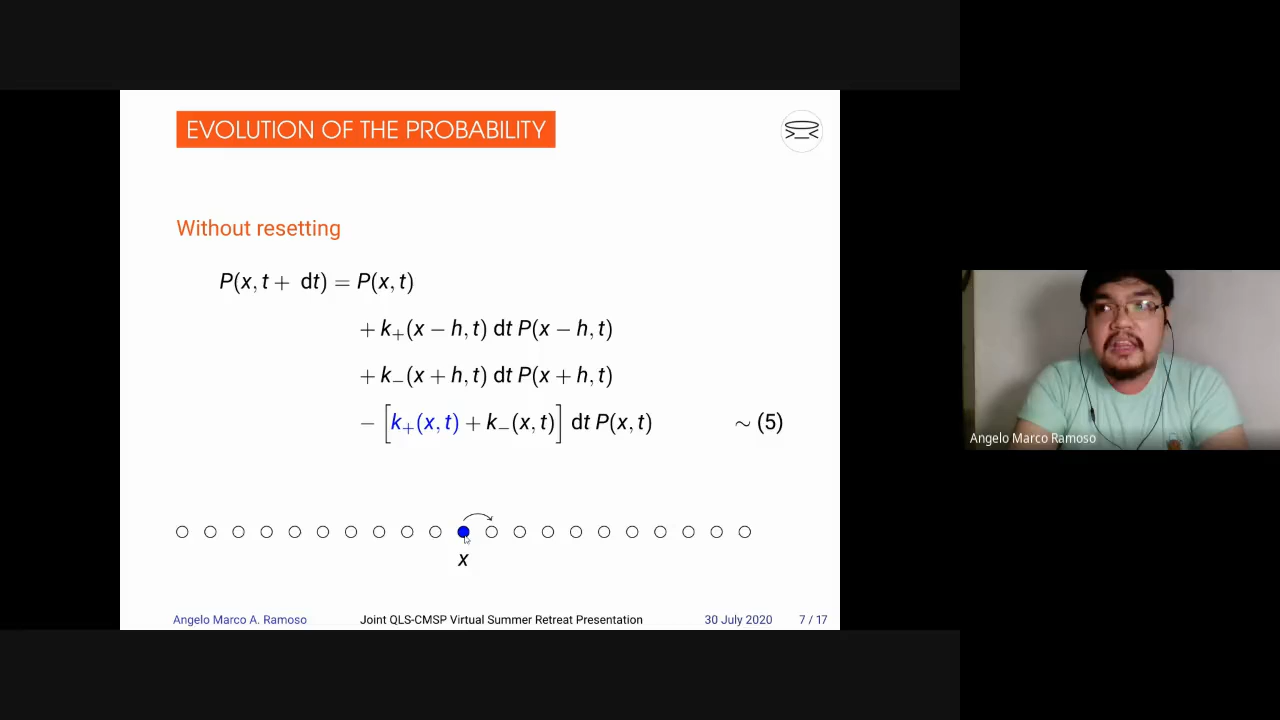 EVOLUTION OF THE PROBABILITY
Without resetting
P(x, t + dt) = P(x, t)
+ k₊(x − h, t) dt P(x − h, t)
+ k₋(x + h, t) dt P(x + h, t)
− [k₊(x, t) + k₋(x, t)] dt P(x, t) ∼ (5)
x
Angelo Marco A. Ramoso Joint QLS-CMSP Virtual Summer Retreat Presentation 30 July 2020 7 / 17
Angelo Marco Ramoso